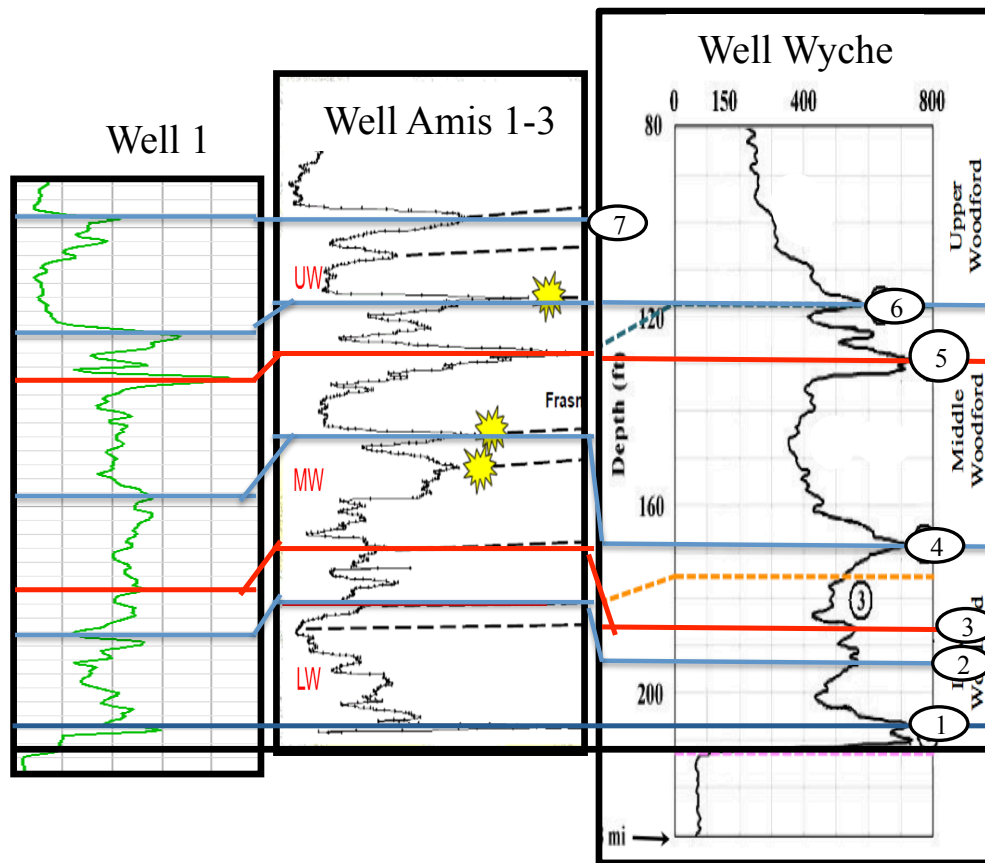 Well 1
Well Amis 1-3
Well Wyche
0 150 400 800
80
120
160
200
Depth (ft)
Upper
Woodford
Middle
Woodford
UW
MW
LW
Frasn
7
6
5
4
3
3
2
1
mi